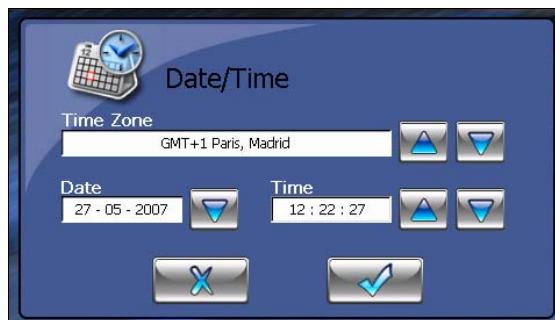 Date/Time
Time Zone
GMT+1 Paris, Madrid
Date
Time
27 - 05 - 2007
12 : 22 : 27